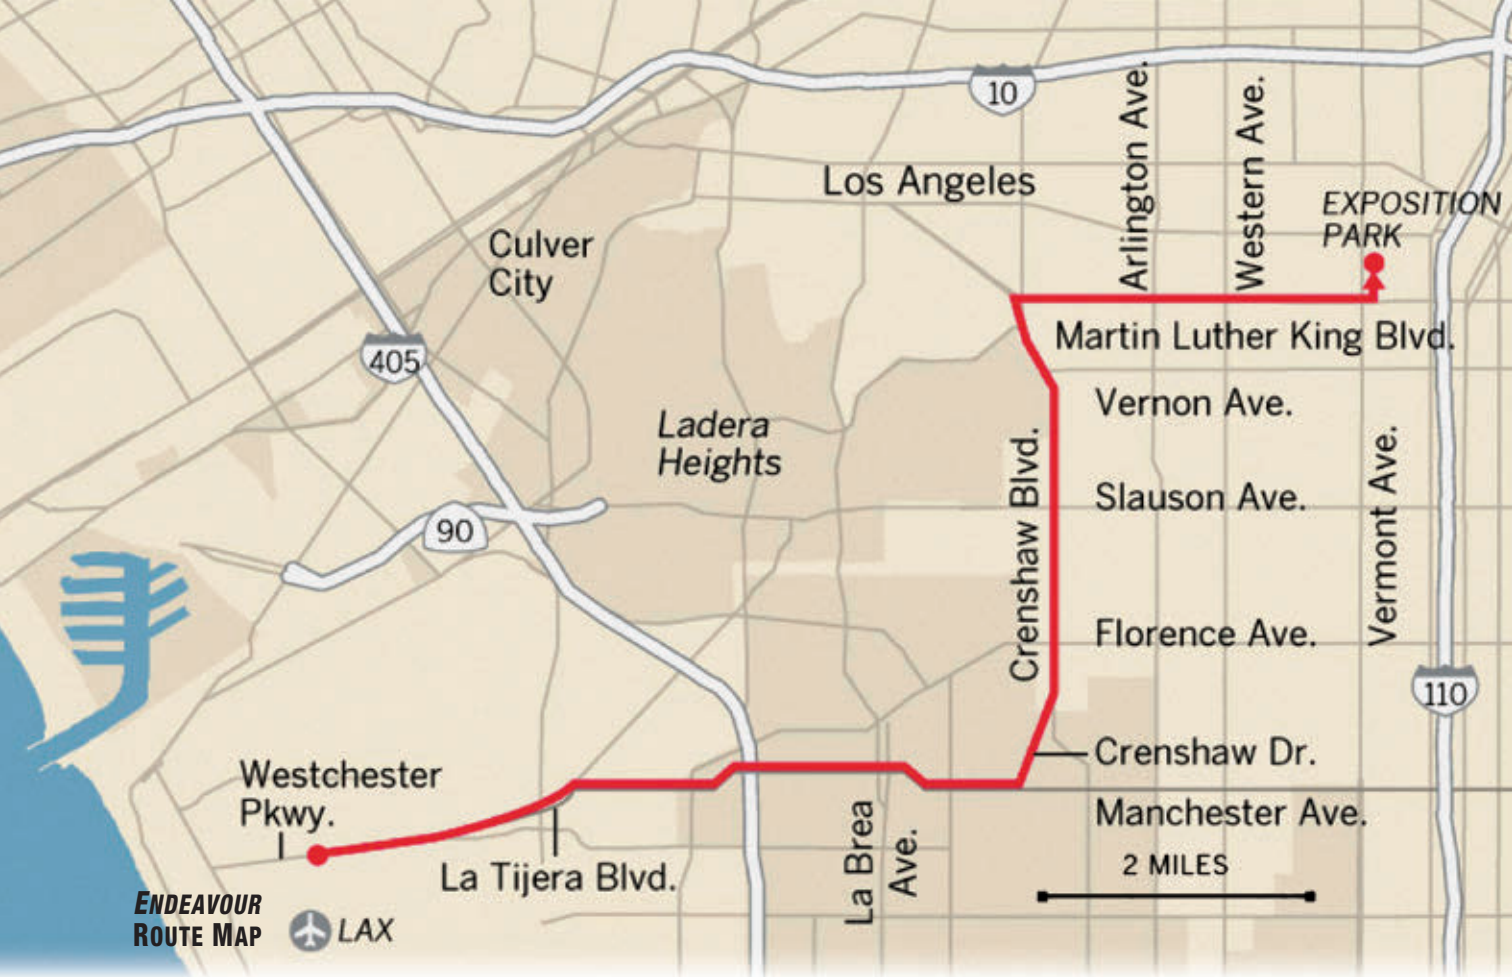 10
Arlington Ave.
Western Ave.
Los Angeles
EXPOSITION
PARK
Culver
City
Martin Luther King Blvd.
405
Vernon Ave.
Ladera
Heights
Crenshaw Blvd.
Slauson Ave.
Vermont Ave.
90
Florence Ave.
110
Crenshaw Dr.
Westchester
Pkwy.
Manchester Ave.
La Brea
Ave.
2 MILES
La Tijera Blvd.
ENDEAVOUR
ROUTE MAP
LAX